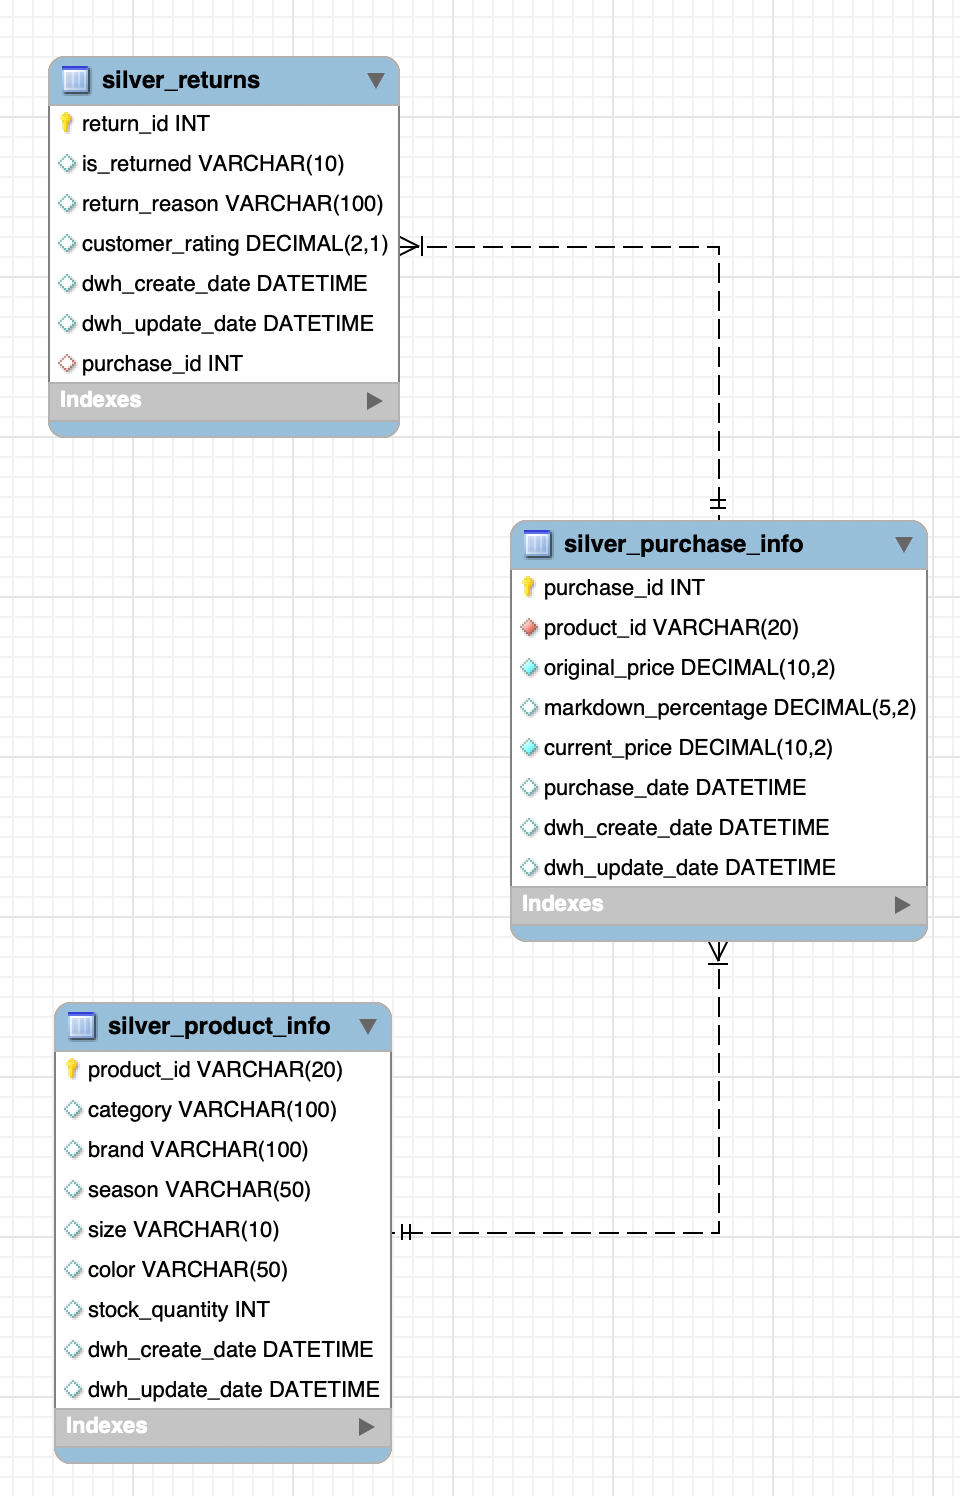 silver_returns
return_id INT
is_returned VARCHAR(10)
return_reason VARCHAR(100)
customer_rating DECIMAL(2,1)
dwh_create_date DATETIME
dwh_update_date DATETIME
purchase_id INT
Indexes
silver_purchase_info
purchase_id INT
product_id VARCHAR(20)
original_price DECIMAL(10,2)
markdown_percentage DECIMAL(5,2)
current_price DECIMAL(10,2)
purchase_date DATETIME
dwh_create_date DATETIME
dwh_update_date DATETIME
Indexes
silver_product_info
product_id VARCHAR(20)
category VARCHAR(100)
brand VARCHAR(100)
season VARCHAR(50)
size VARCHAR(10)
color VARCHAR(50)
stock_quantity INT
dwh_create_date DATETIME
dwh_update_date DATETIME
Indexes